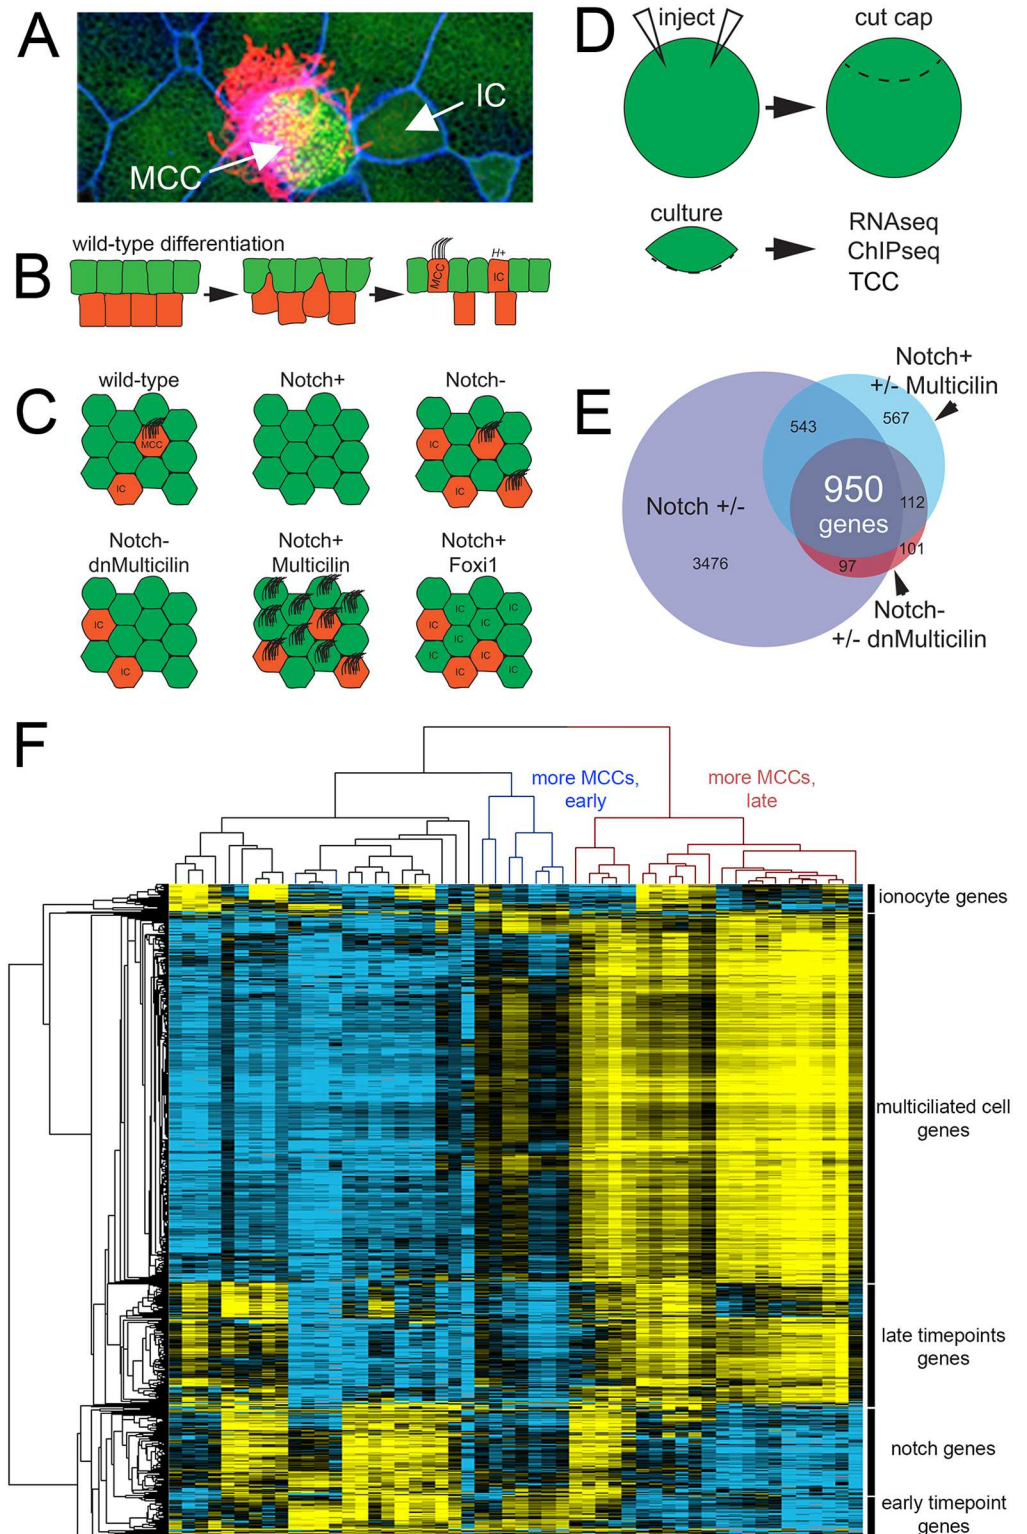 A
IC
MCC
B
wild-type differentiation
MCC
H+
IC
C
wild-type
MCC
IC
Notch+
Notch-
IC
IC
Notch-
dnMulticilin
IC
IC
Notch+
Multicilin
Notch+
Foxi1
IC
IC
IC
IC
IC
IC
IC
IC
IC
IC
D
inject
cut cap
culture
RNAseq
ChIPseq
TCC
E
Notch+
+/- Multicilin
543
567
Notch +/-
950
genes
112
3476
97
101
Notch-
+/- dnMulticilin
F
more MCCs,
early
more MCCs,
late
ionocyte genes
multiciliated cell
genes
late timepoints
genes
notch genes
early timepoint
genes